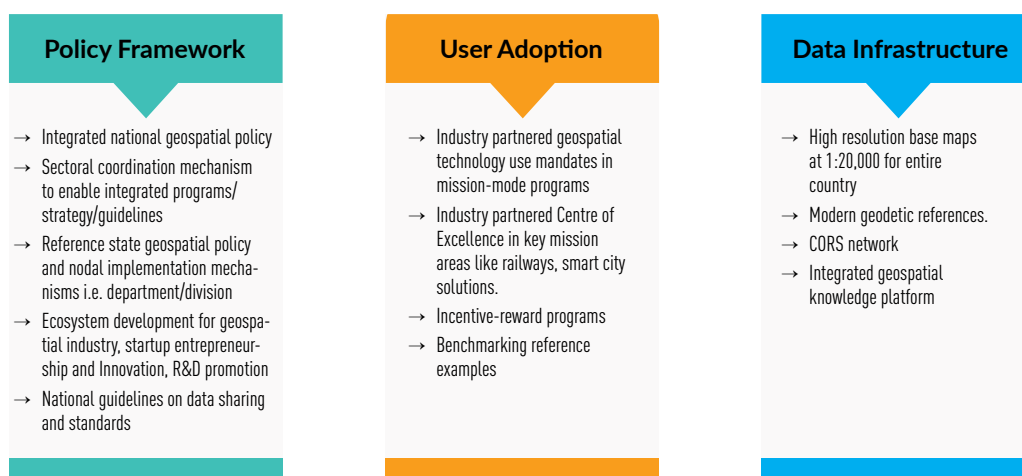 Policy Framework
→ Integrated national geospatial policy
→ Sectoral coordination mechanism
to enable integrated programs/
strategy/guidelines
→ Reference state geospatial policy
and nodal implementation mecha-
nisms i.e. department/division
→ Ecosystem development for geospa-
tial industry, startup entrepreneur-
ship and Innovation, R&D promotion
→ National guidelines on data sharing
and standards
User Adoption
→ Industry partnered geospatial
technology use mandates in
mission-mode programs
→ Industry partnered Centre of
Excellence in key mission
areas like railways, smart city
solutions.
→ Incentive-reward programs
→ Benchmarking reference
examples
Data Infrastructure
→ High resolution base maps
at 1:20,000 for entire
country
→ Modern geodetic references.
→ CORS network
→ Integrated geospatial
knowledge platform